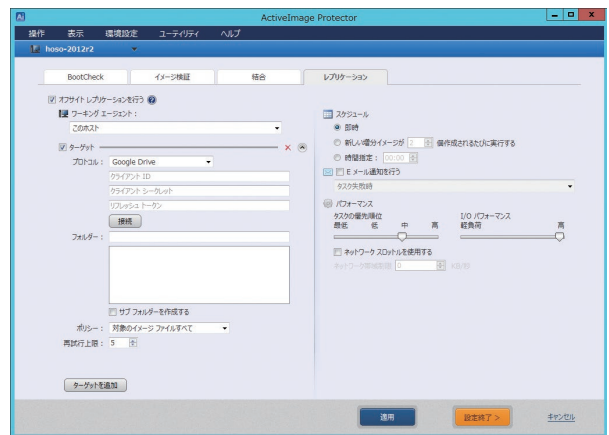 Ai
ActiveImage Protector
操作 表示 環境設定 ユーティリティ ヘルプ
hoso-2012r2
BootCheck イメージ検証 結合 レプリケーション
オフサイト レプリケーションを行う
ワーキング エージェント：
このホスト
ターゲット
プロトコル： Google Drive
クライアント ID
クライアント シークレット
リフレッシュ トークン
接続
フォルダー：
サブ フォルダーを作成する
ポリシー： 対象のイメージ ファイルすべて
再試行上限： 5
ターゲットを追加
スケジュール
即時
新しい増分イメージが 2 個作成されるたびに実行する
時間指定： 00:00
E メール通知を行う
タスク失敗時
パフォーマンス
タスクの優先順位 I/O パフォーマンス
最低 低 中 高 軽負荷 高
ネットワーク スロットルを使用する
ネットワーク帯域制限 0 KB/秒
適用 設定終了 > キャンセル